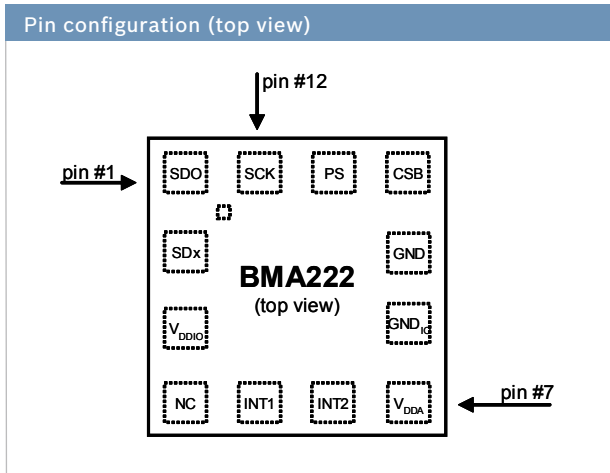 Pin configuration (top view)
pin #12
pin #1
SDO SCK PS CSB
SDx GND
BMA222
(top view)
VDDIO GNDIO
NC INT1 INT2 VDDA
pin #7